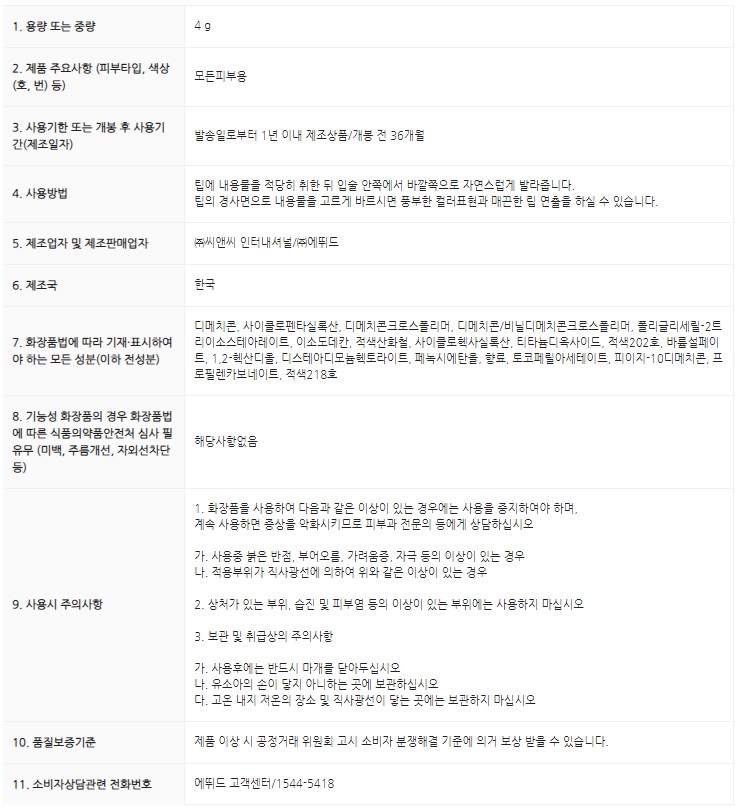 1. 용량 또는 중량
4 g
2. 제품 주요사항 (피부타입, 색상
(호, 번) 등)
모든피부용
3. 사용기한 또는 개봉 후 사용기
간(제조일자)
발송일로부터 1년 이내 제조상품/개봉 전 36개월
4. 사용방법
팁에 내용물을 적당히 취한 뒤 입술 안쪽에서 바깥쪽으로 자연스럽게 발라줍니다.
팁의 경사면으로 내용물을 고르게 바르시면 풍부한 컬러표현과 매끈한 립 연출을 하실 수 있습니다.
5. 제조업자 및 제조판매업자
㈜씨앤씨 인터내셔널/㈜에뛰드
6. 제조국
한국
7. 화장품법에 따라 기재·표시하여
야 하는 모든 성분(이하 전성분)
디메치콘, 사이클로펜타실록산, 디메치콘크로스폴리머, 디메치콘/비닐디메치콘크로스폴리머, 폴리글리세릴-2트
리이소스테아레이트, 이소도데칸, 적색산화철, 사이클로헥사실록산, 티타늄디옥사이드, 적색202호, 바륨설페이
트, 1,2-헥산디올, 디스테아디모늄헥토라이트, 페녹시에탄올, 향료, 토코페릴아세테이트, 피이지-10디메치콘, 프
로필렌카보네이트, 적색218호
8. 기능성 화장품의 경우 화장품법
에 따른 식품의약품안전처 심사 필
유무 (미백, 주름개선, 자외선차단
등)
해당사항없음
9. 사용시 주의사항
1. 화장품을 사용하여 다음과 같은 이상이 있는 경우에는 사용을 중지하여야 하며,
계속 사용하면 증상을 악화시키므로 피부과 전문의 등에게 상담하십시오
가. 사용중 붉은 반점, 부어오름, 가려움증, 자극 등의 이상이 있는 경우
나. 적용부위가 직사광선에 의하여 위와 같은 이상이 있는 경우
2. 상처가 있는 부위, 습진 및 피부염 등의 이상이 있는 부위에는 사용하지 마십시오
3. 보관 및 취급상의 주의사항
가. 사용후에는 반드시 마개를 닫아두십시오
나. 유소아의 손이 닿지 아니하는 곳에 보관하십시오
다. 고온 내지 저온의 장소 및 직사광선이 닿는 곳에는 보관하지 마십시오
10. 품질보증기준
제품 이상 시 공정거래 위원회 고시 소비자 분쟁해결 기준에 의거 보상 받을 수 있습니다.
11. 소비자상담관련 전화번호
에뛰드 고객센터/1544-5418